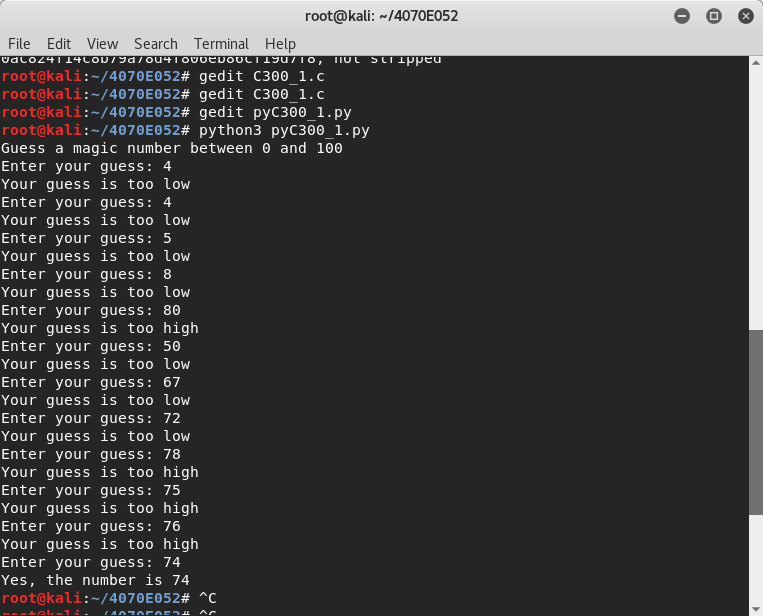 root@kali: ~/4070E052
File Edit View Search Terminal Help
0ac824f14c8b79a78d4f806eb86cf19d7f8, not stripped
root@kali:~/4070E052# gedit C300_1.c
root@kali:~/4070E052# gedit C300_1.c
root@kali:~/4070E052# gedit pyC300_1.py
root@kali:~/4070E052# python3 pyC300_1.py
Guess a magic number between 0 and 100
Enter your guess: 4
Your guess is too low
Enter your guess: 4
Your guess is too low
Enter your guess: 5
Your guess is too low
Enter your guess: 8
Your guess is too low
Enter your guess: 80
Your guess is too high
Enter your guess: 50
Your guess is too low
Enter your guess: 67
Your guess is too low
Enter your guess: 72
Your guess is too low
Enter your guess: 78
Your guess is too high
Enter your guess: 75
Your guess is too high
Enter your guess: 76
Your guess is too high
Enter your guess: 74
Yes, the number is 74
root@kali:~/4070E052# ^C
root@kali:~/4070E052# ^C